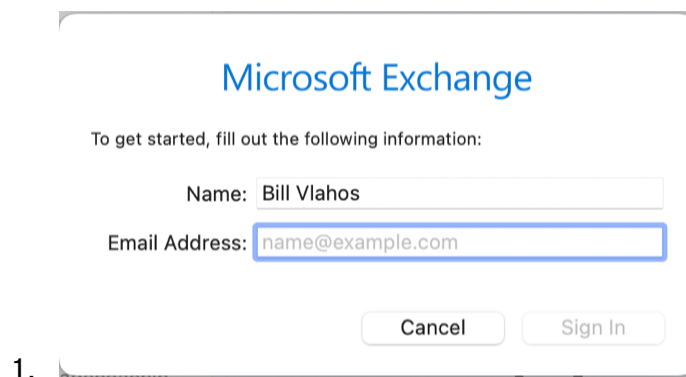 Microsoft Exchange
To get started, fill out the following information:
Name: Bill Vlahos
Email Address: name@example.com
Cancel Sign In
1.